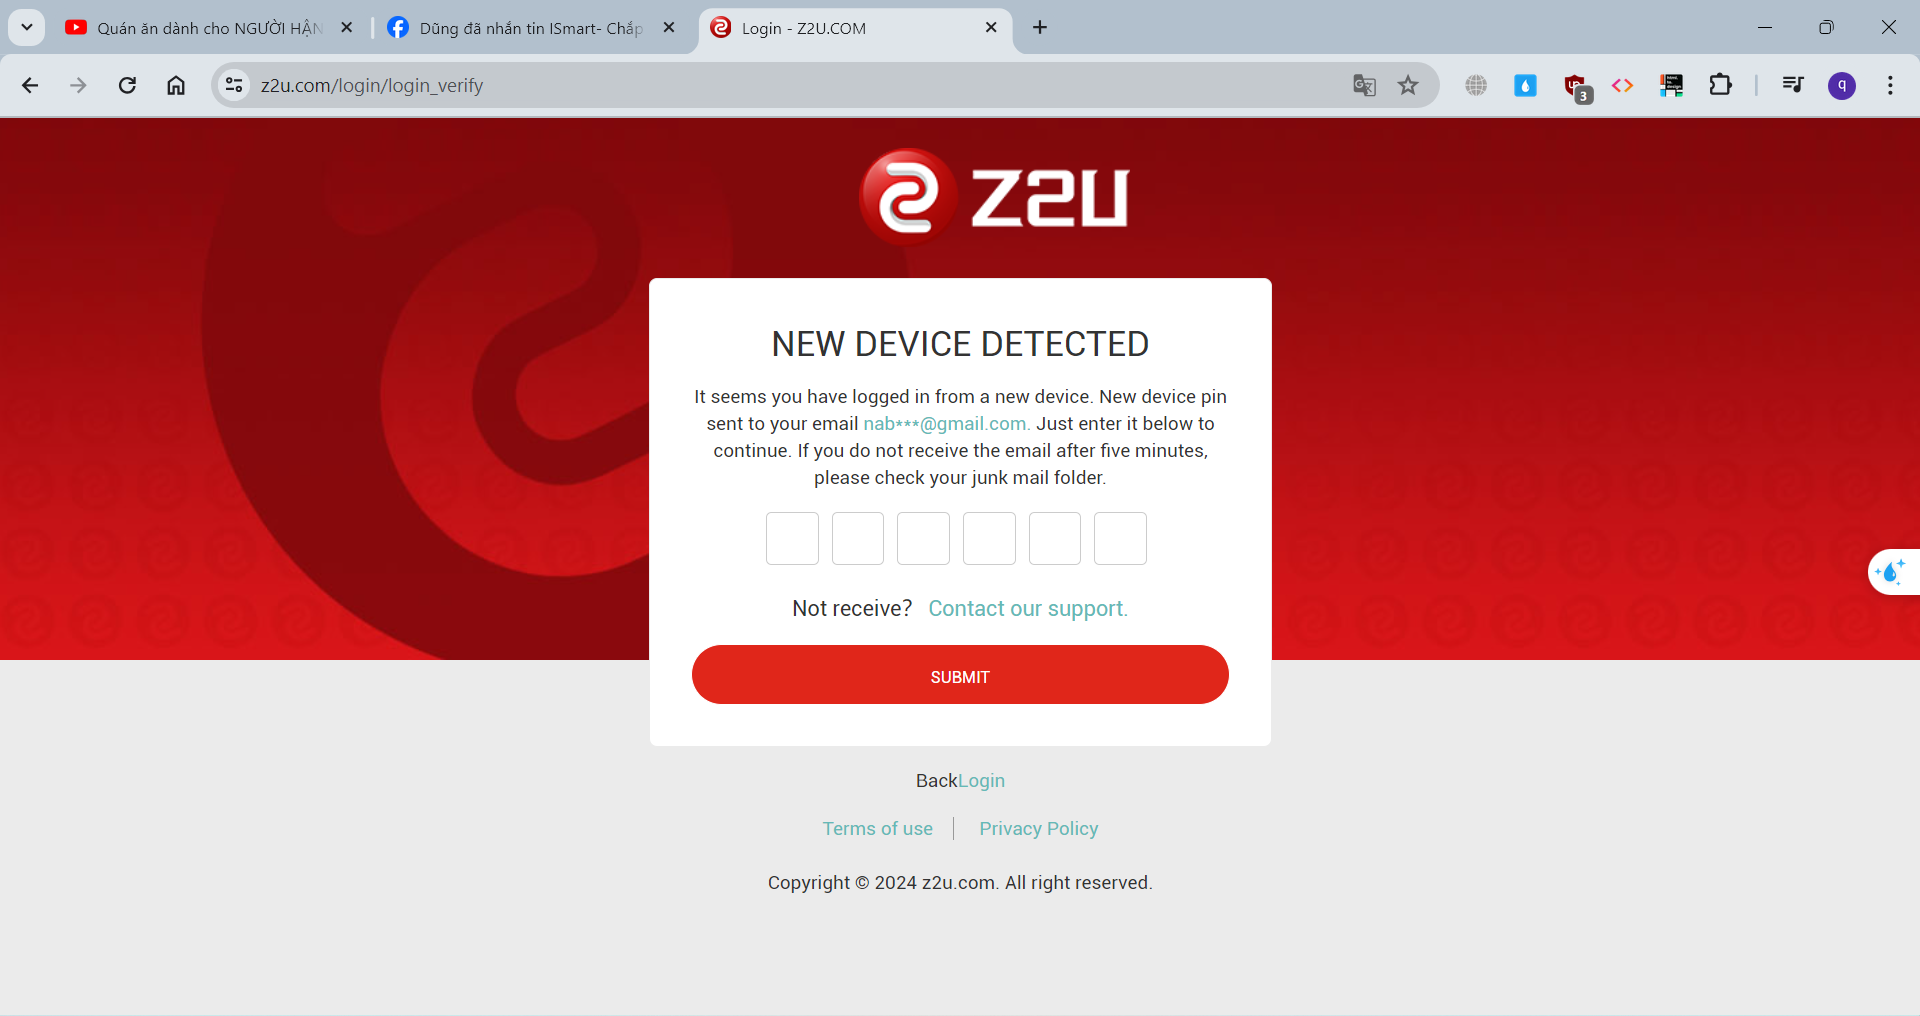 Quán ăn dành cho NGƯỜI HẬN
Dũng đã nhắn tin ISmart- Chắp
Login - Z2U.COM
z2u.com/login/login_verify
3
q
Z2U
NEW DEVICE DETECTED
It seems you have logged in from a new device. New device pin
sent to your email nab***@gmail.com. Just enter it below to
continue. If you do not receive the email after five minutes,
please check your junk mail folder.
Not receive? Contact our support.
SUBMIT
BackLogin
Terms of use
Privacy Policy
Copyright © 2024 z2u.com. All right reserved.